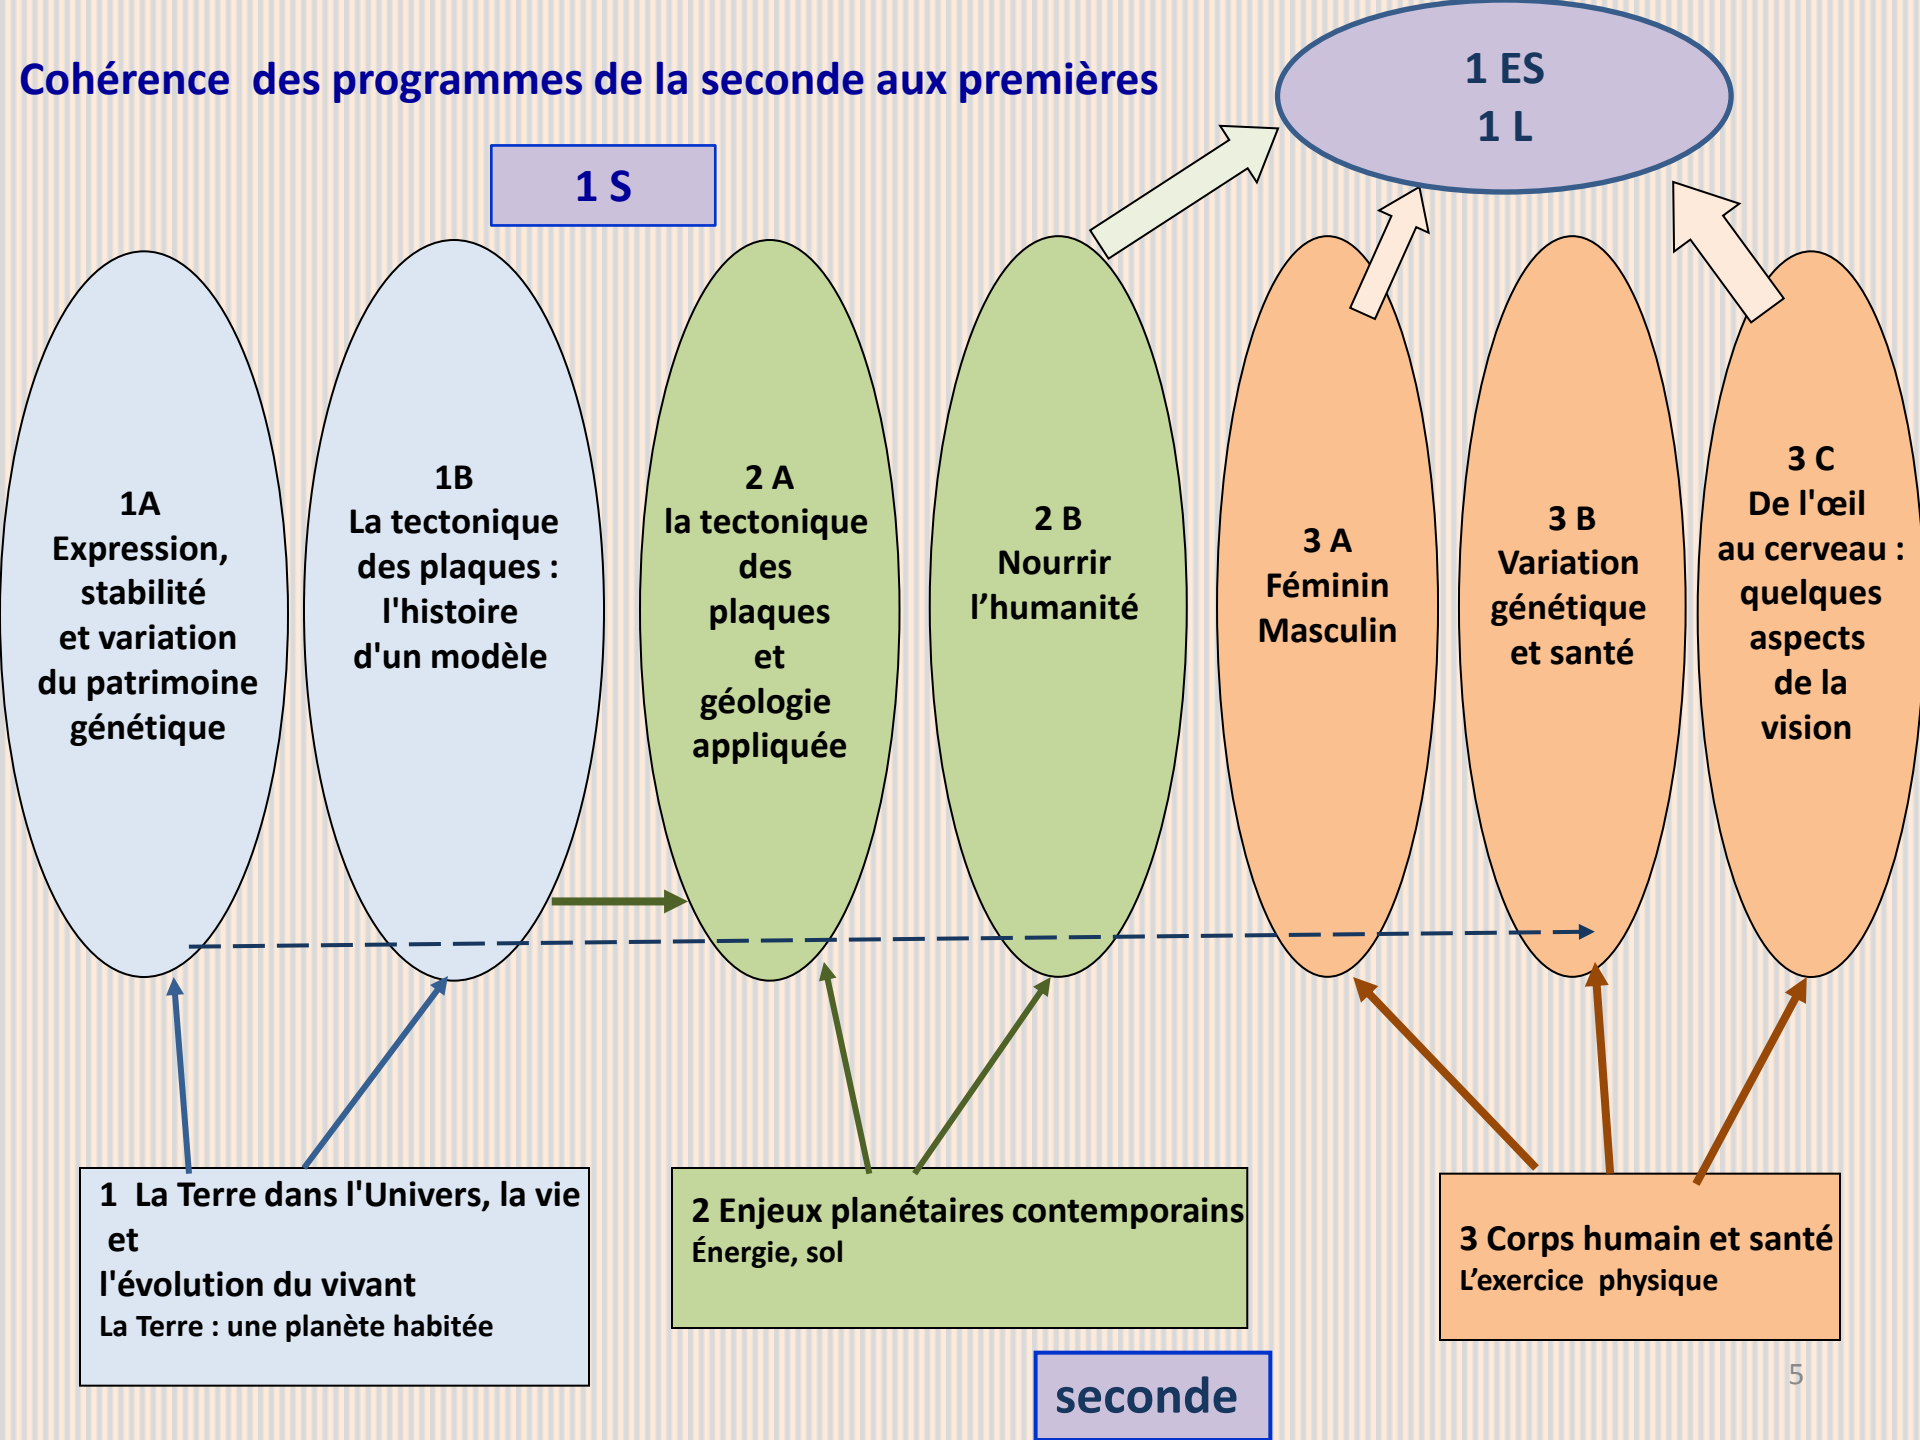 Cohérence  des programmes de la seconde aux premières
1 ES
1 L
1 S
1A
Expression,
stabilité
et variation
du patrimoine
génétique
1B
La tectonique
des plaques :
l'histoire
d'un modèle
2 A
la tectonique
des
plaques
et
géologie
appliquée
2 B
Nourrir
l’humanité
3 A
Féminin
Masculin
3 B
Variation
génétique
et santé
3 C
De l'œil
au cerveau :
quelques
aspects
de la
vision
1  La Terre dans l'Univers, la vie
et
l'évolution du vivant
La Terre : une planète habitée
2 Enjeux planétaires contemporains
Énergie, sol
3 Corps humain et santé
L’exercice  physique
seconde
5